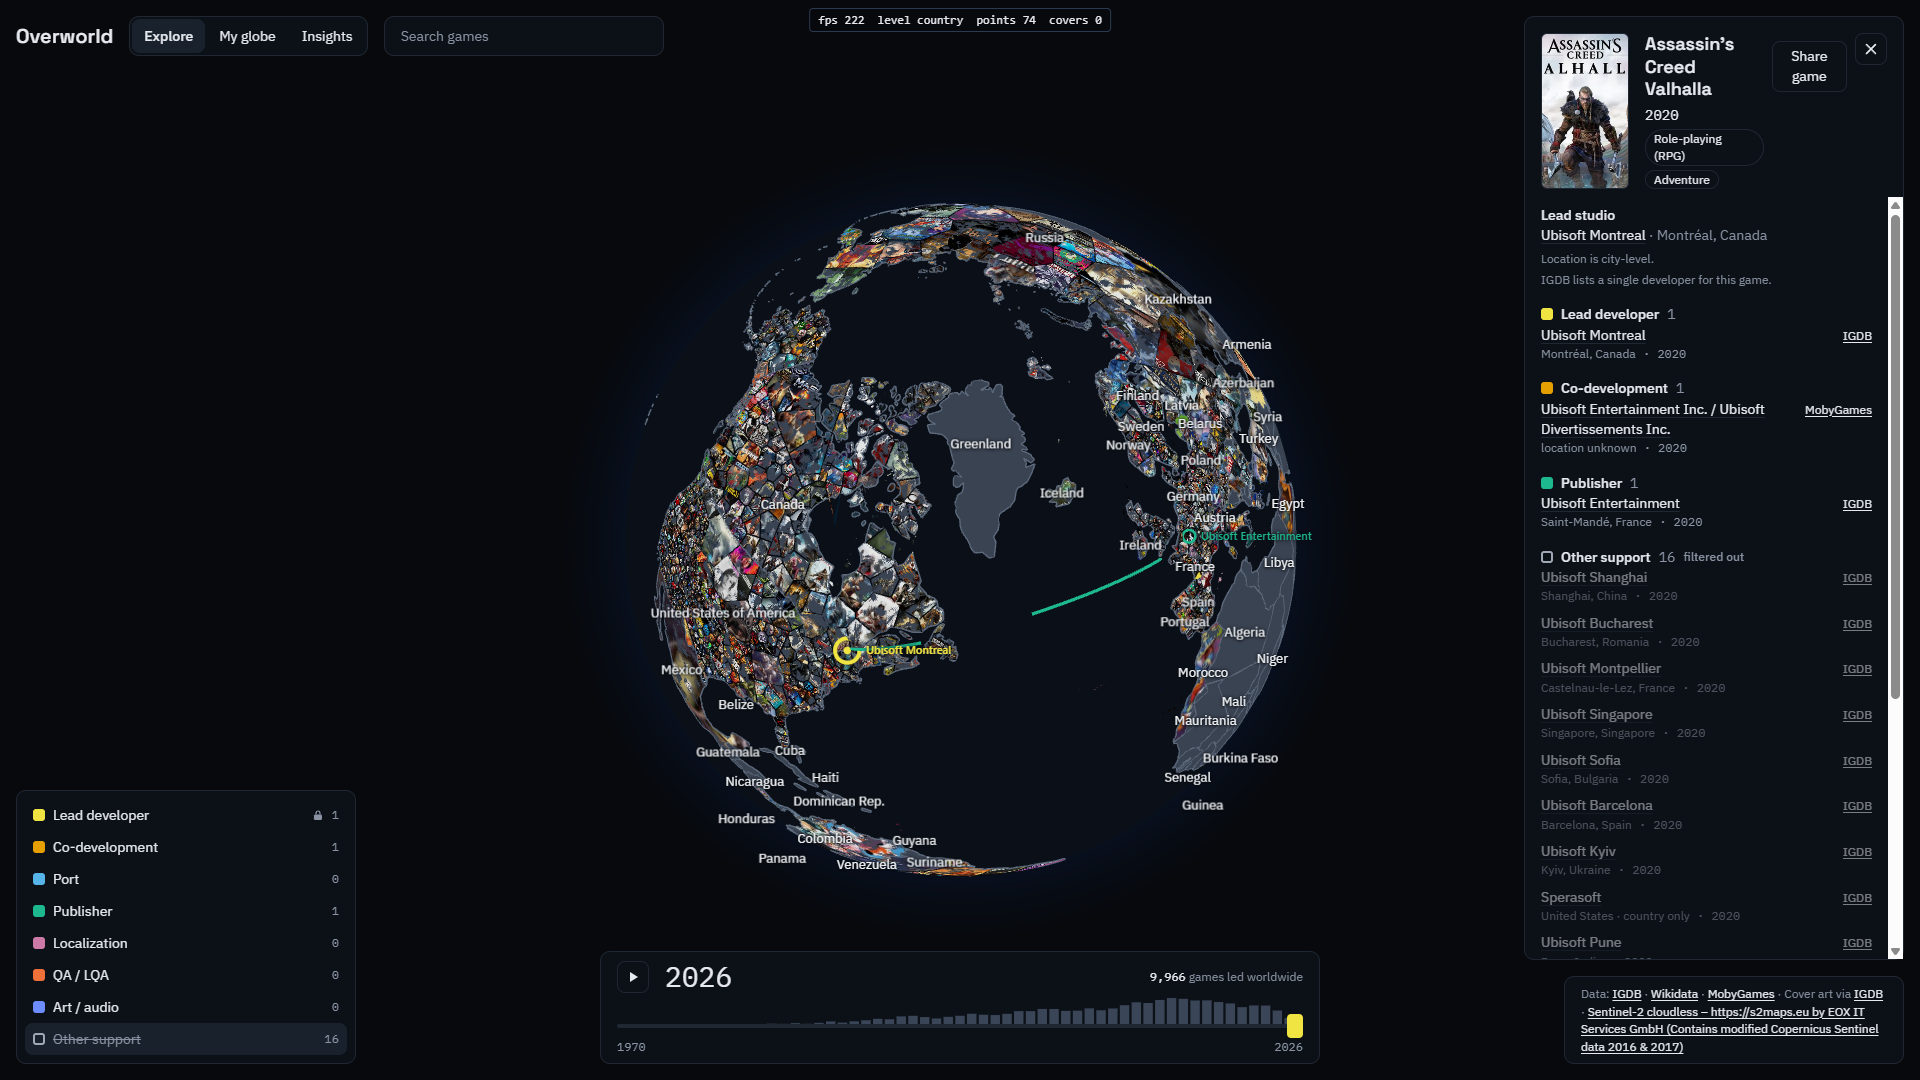 Overworld
Explore
My globe
Insights
Search games
fps 222 level country points 74 covers 0
ASSASSIN'S
CREED
ALHALL
Assassin's
Creed
Valhalla
2020
Role-playing
(RPG)
Adventure
Share
game
Lead studio
Ubisoft Montreal · Montréal, Canada
Location is city-level.
IGDB lists a single developer for this game.
Lead developer 1
Ubisoft Montreal IGDB
Montréal, Canada • 2020
Co-development 1
Ubisoft Entertainment Inc. / Ubisoft MobyGames
Divertissements Inc.
location unknown • 2020
Publisher 1
Ubisoft Entertainment IGDB
Saint-Mandé, France • 2020
Other support 16 filtered out
Ubisoft Shanghai IGDB
Shanghai, China • 2020
Ubisoft Bucharest IGDB
Bucharest, Romania • 2020
Ubisoft Montpellier IGDB
Castelnau-le-Lez, France • 2020
Ubisoft Singapore IGDB
Singapore, Singapore • 2020
Ubisoft Sofia IGDB
Sofia, Bulgaria • 2020
Ubisoft Barcelona IGDB
Barcelona, Spain • 2020
Ubisoft Kyiv IGDB
Kyiv, Ukraine • 2020
Sperasoft IGDB
United States · country only • 2020
Ubisoft Pune IGDB
Russia
Kazakhstan
Armenia
Azerbaijan
Finland
Latvia
Syria
Sweden
Belarus
Turkey
Norway
Greenland
Poland
Iceland
Germany
Canada
Egypt
Austria
Ubisoft Entertainment
Ireland
Libya
France
Spain
United States of America
Portugal
Algeria
Ubisoft Montreal
Niger
Mexico
Morocco
Mali
Belize
Mauritania
Guatemala
Cuba
Burkina Faso
Nicaragua
Haiti
Senegal
Dominican Rep.
Guinea
Honduras
Colombia
Guyana
Panama
Venezuela
Suriname
Lead developer 1
Co-development 1
Port 0
Publisher 1
Localization 0
QA / LQA 0
Art / audio 0
Other support 16
2026
9,966 games led worldwide
1970
2026
Data: IGDB · Wikidata · MobyGames · Cover art via IGDB
· Sentinel-2 cloudless – https://s2maps.eu by EOX IT
Services GmbH (Contains modified Copernicus Sentinel
data 2016 & 2017)